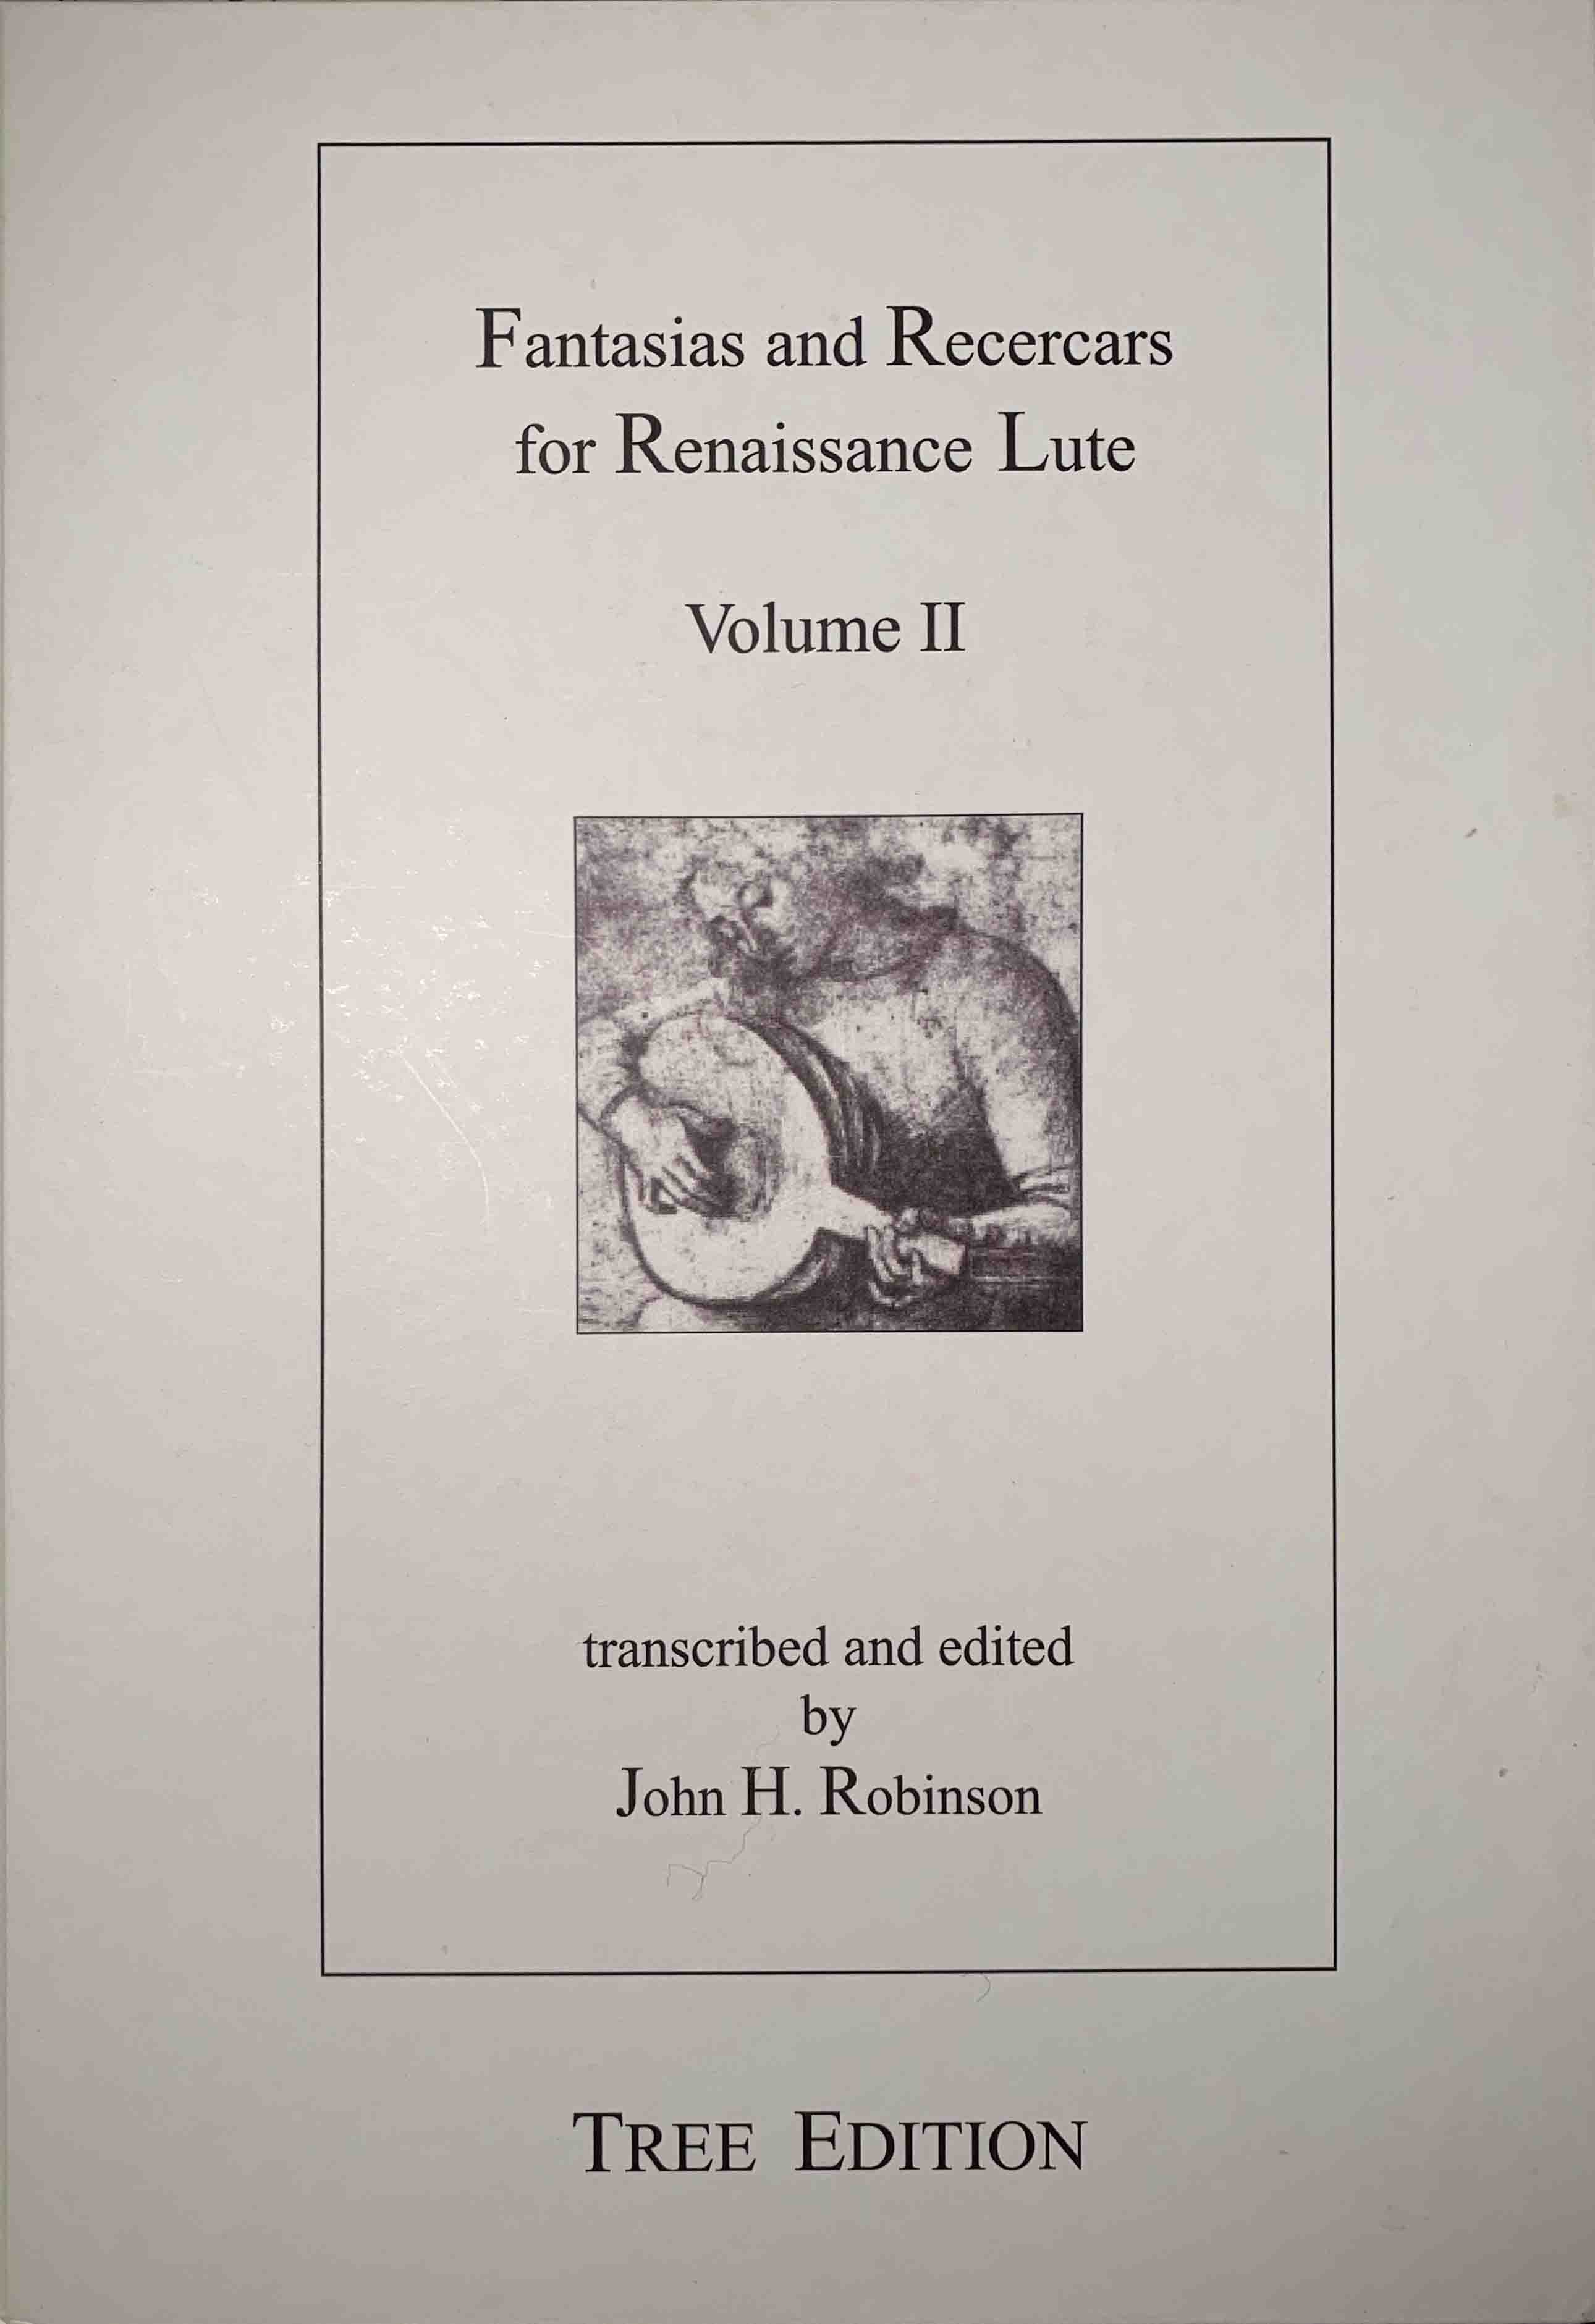 Fantasias and Recercars
for Renaissance Lute
Volume II
transcribed and edited
by
John H. Robinson
TREE EDITION